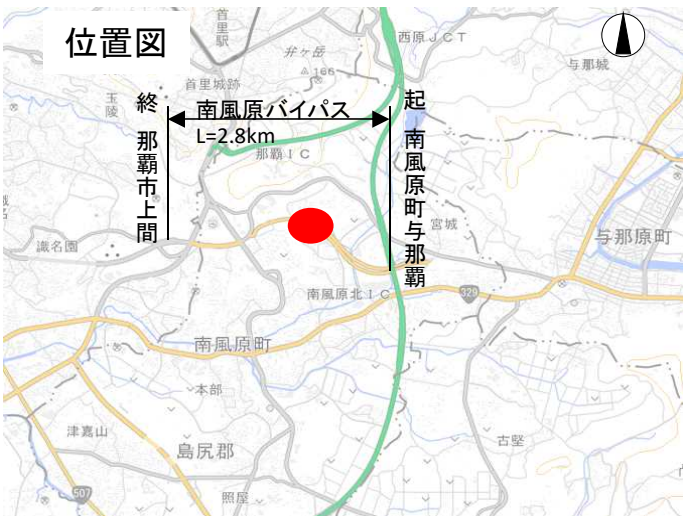 位置図
首里駅
弁ヶ岳
166
西原JCT
与那城
首里城跡
玉陵
終 那覇市上間
南風原バイパス
L=2.8km
起 南風原町与那覇
那覇IC
宮城
識名園
与那原町
南風原北IC
329
南風原町
本部
津嘉山
島尻郡
古堅
照屋
507